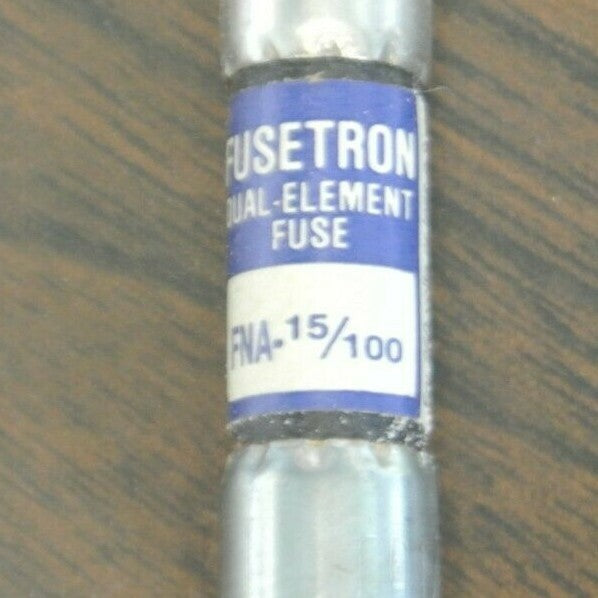 FUSETRON
DUAL-ELEMENT
FUSE
FNA-15/100